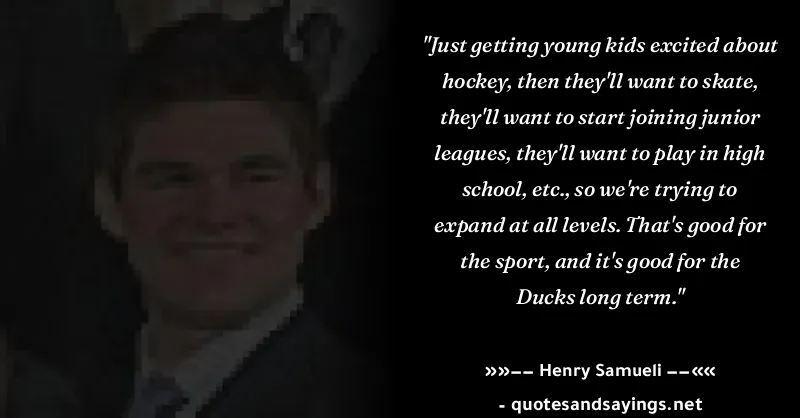 "Just getting young kids excited about
hockey, then they'll want to skate,
they'll want to start joining junior
leagues, they'll want to play in high
school, etc., so we're trying to
expand at all levels. That's good for
the sport, and it's good for the
Ducks long term."
»»−− Henry Samueli −−««
- quotesandsayings.net